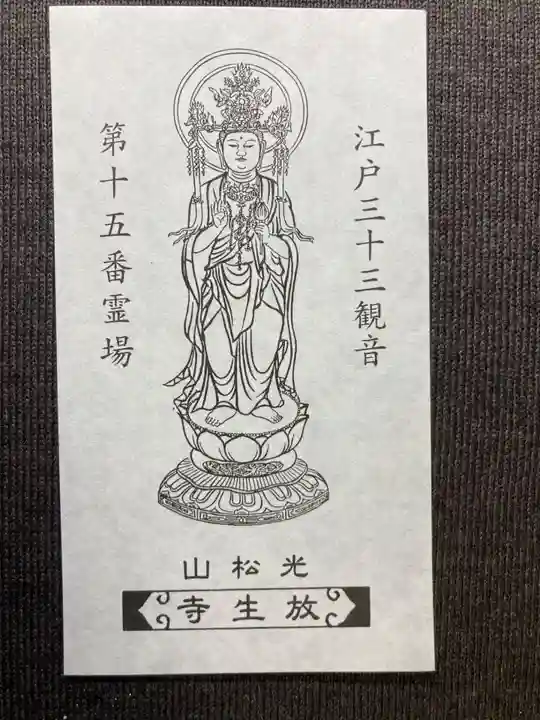 江戸三十三観音
第十五番霊場
光松山
放生寺